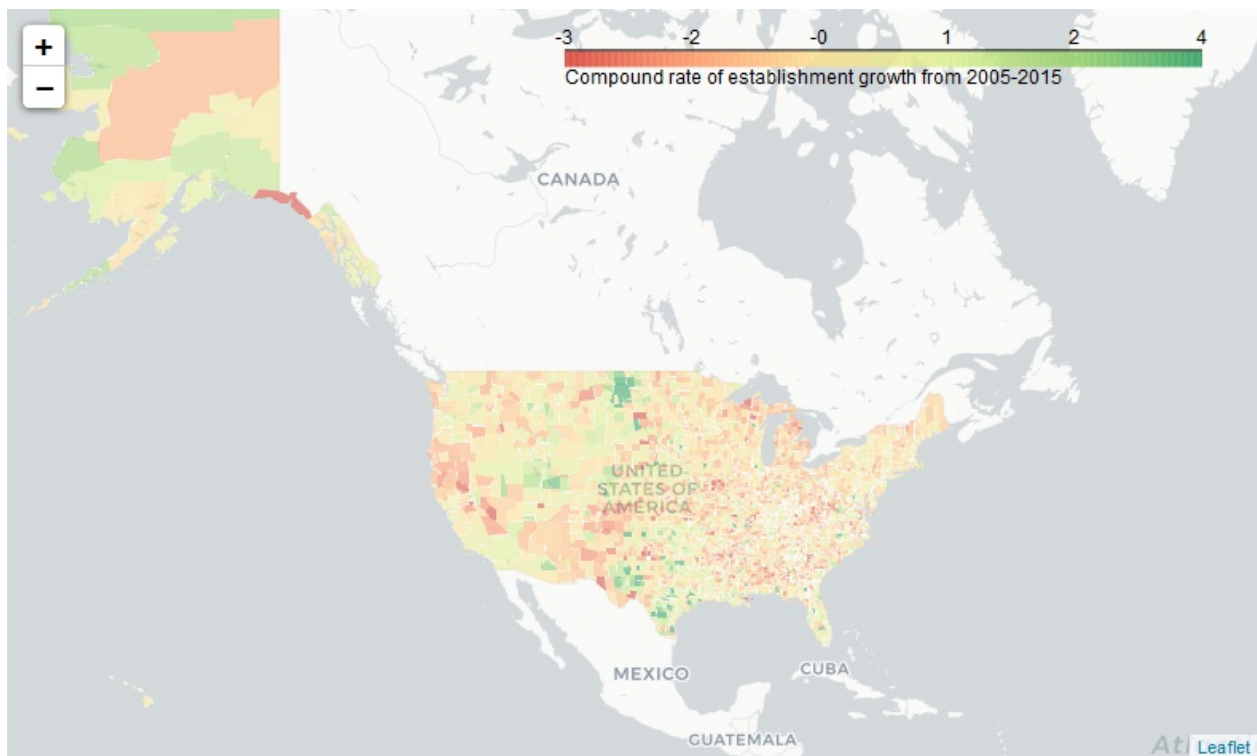 +
−
-3 -2 -0 1 2 4
Compound rate of establishment growth from 2005-2015
CANADA
UNITED
STATES OF
AMERICA
MEXICO
CUBA
GUATEMALA
Leaflet